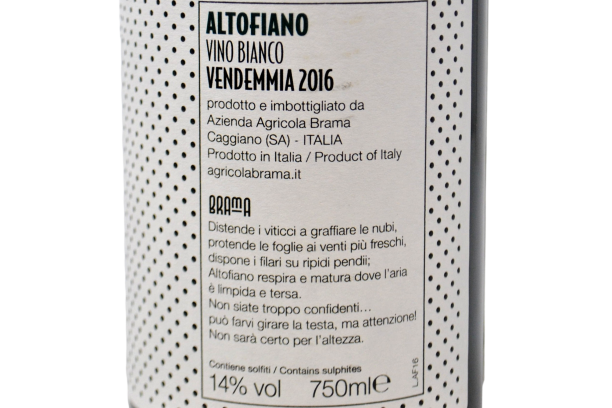 ALTOFIANO
VINO BIANCO
VENDEMMIA 2016
prodotto e imbottigliato da
Azienda Agricola Brama
Caggiano (SA) - ITALIA
Prodotto in Italia / Product of Italy
agricolabrama.it
BRAMA
Distende i viticci a graffiare le nubi,
protende le foglie ai venti più freschi,
dispone i filari su ripidi pendii;
Altofiano respira e matura dove l'aria
è limpida e tersa.
Non siate troppo confidenti...
può farvi girare la testa, ma attenzione!
Non sarà certo per l'altezza.
Contiene solfiti / Contains sulphites
14% vol 750ml℮
L.AF16